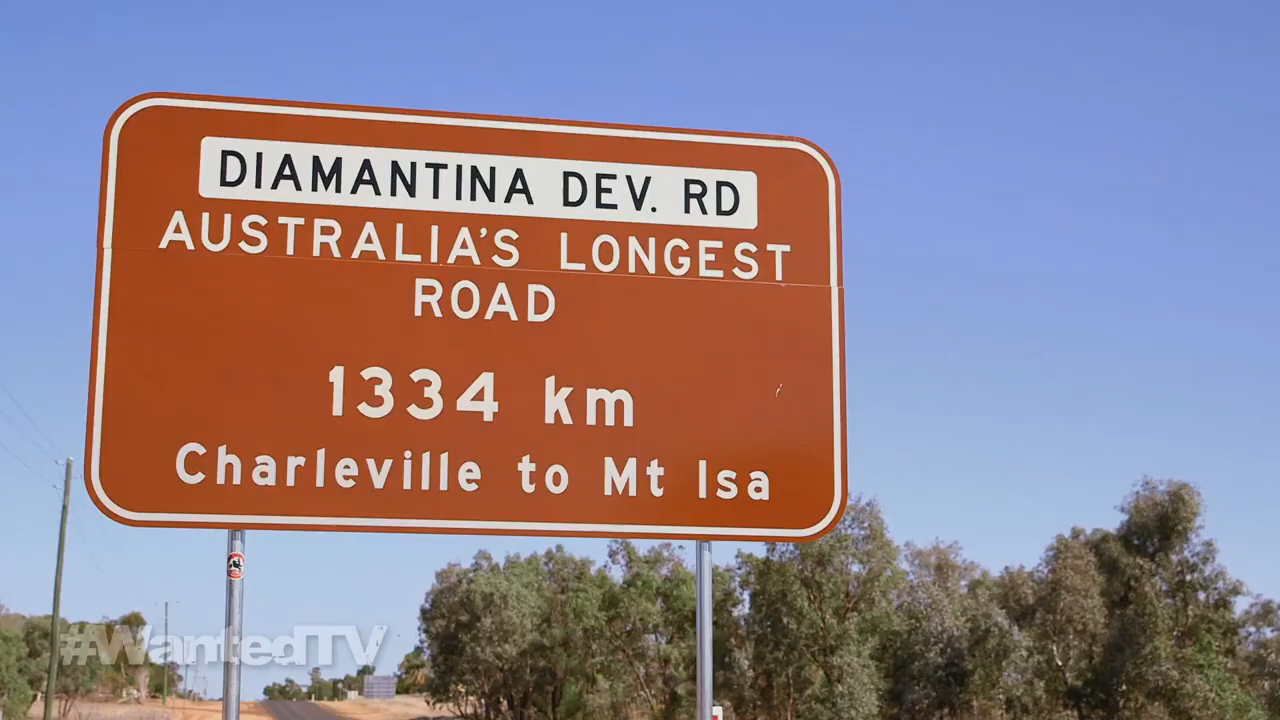 DIAMANTINA DEV. RD
AUSTRALIA'S LONGEST
ROAD
1334 km
Charleville to Mt Isa
#WantedTV